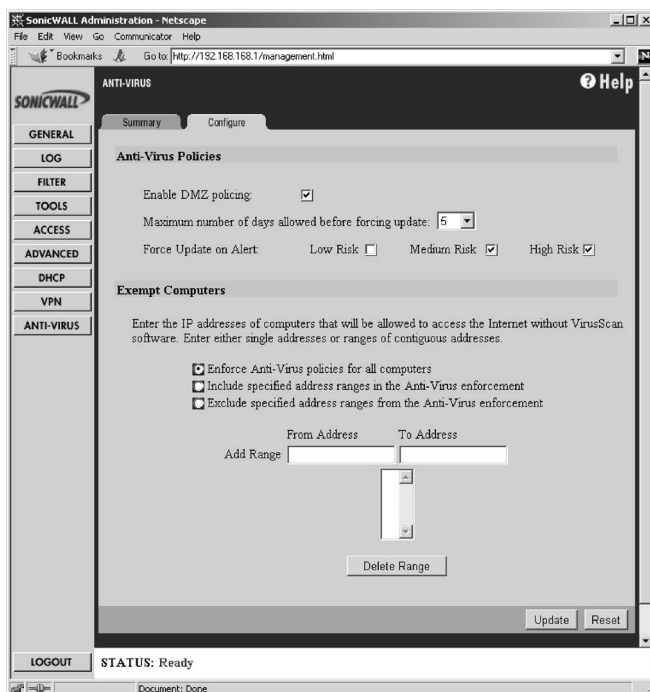 SonicWALL Administration - Netscape
File Edit View Go Communicator Help
Bookmarks Go to: http://192.168.168.1/management.html N
SONICWALL
GENERAL
LOG
FILTER
TOOLS
ACCESS
ADVANCED
DHCP
VPN
ANTI-VIRUS
LOGOUT
ANTI-VIRUS
? Help
Summary Configure
Anti-Virus Policies
Enable DMZ policing:
Maximum number of days allowed before forcing update: 5
Force Update on Alert: Low Risk Medium Risk High Risk
Exempt Computers
Enter the IP addresses of computers that will be allowed to access the Internet without VirusScan
software. Enter either single addresses or ranges of contiguous addresses.
Enforce Anti-Virus policies for all computers
Include specified address ranges in the Anti-Virus enforcement
Exclude specified address ranges from the Anti-Virus enforcement
From Address To Address
Add Range
Delete Range
Update Reset
STATUS: Ready
Document: Done